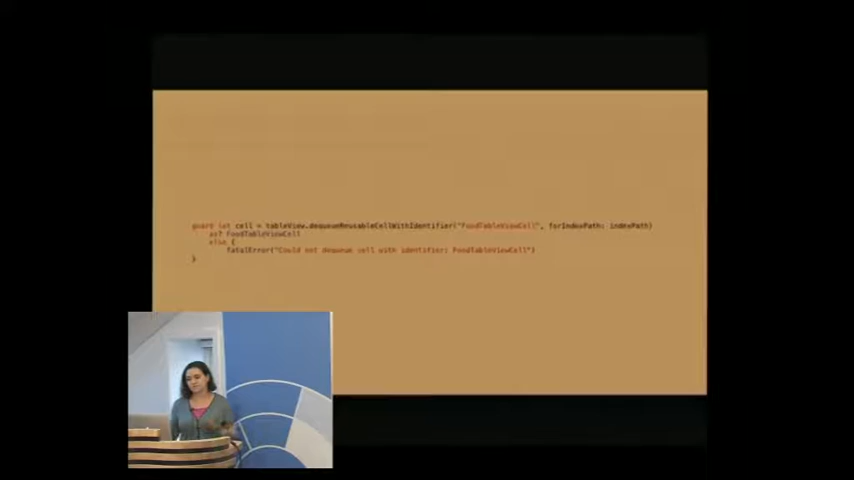 guard let cell = tableView.dequeueReusableCellWithIdentifier("FoodTableViewCell", forIndexPath: indexPath)
as? FoodTableViewCell
else {
fatalError("Could not dequeue cell with identifier: FoodTableViewCell")
}